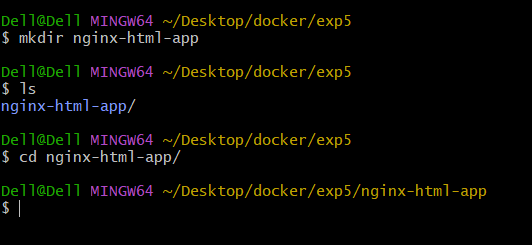 Dell@Dell MINGW64 ~/Desktop/docker/exp5
$ mkdir nginx-html-app
Dell@Dell MINGW64 ~/Desktop/docker/exp5
$ ls
nginx-html-app/
Dell@Dell MINGW64 ~/Desktop/docker/exp5
$ cd nginx-html-app/
Dell@Dell MINGW64 ~/Desktop/docker/exp5/nginx-html-app
$